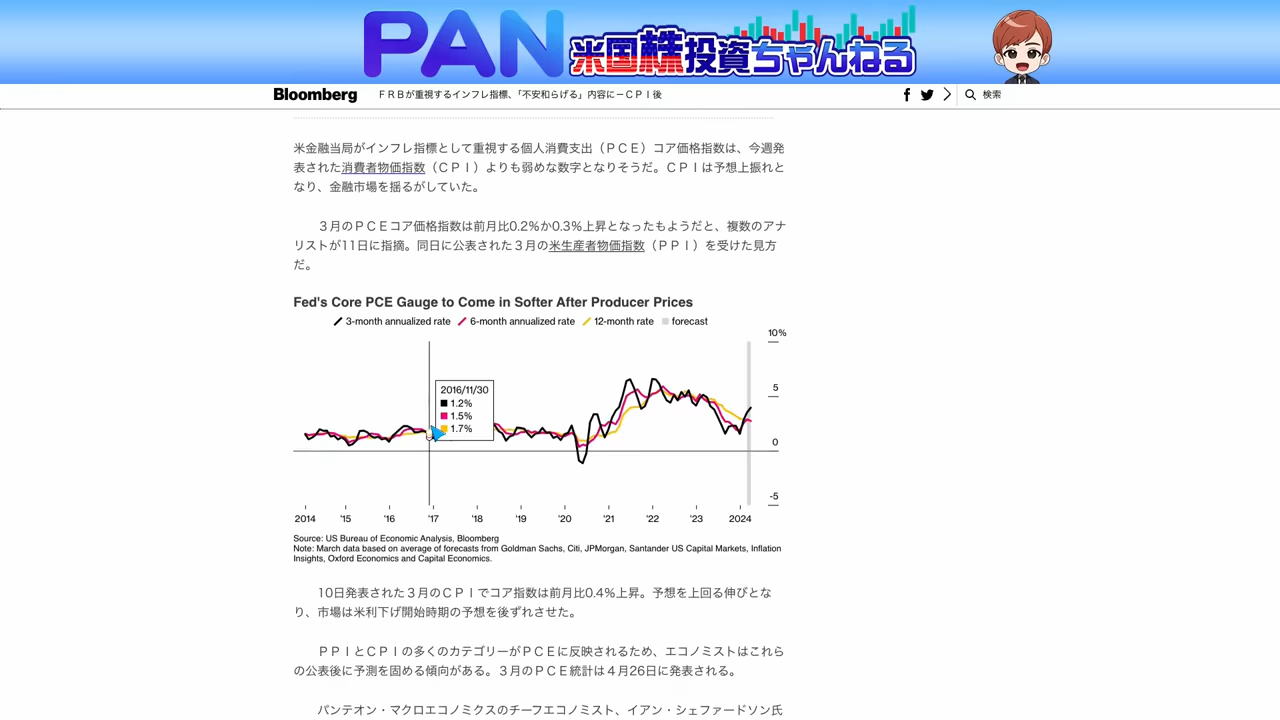 PAN 米国株投資ちゃんねる
Bloomberg ＦＲＢが重視するインフレ指標、「不安和らげる」内容に－ＣＰＩ後 検索
米金融当局がインフレ指標として重視する個人消費支出（ＰＣＥ）コア価格指数は、今週発
表された消費者物価指数（ＣＰＩ）よりも弱めな数字となりそうだ。ＣＰＩは予想上振れと
なり、金融市場を揺るがしていた。
３月のＰＣＥコア価格指数は前月比0.2％か0.3％上昇となったもようだと、複数のアナ
リストが11日に指摘。同日に公表された３月の米生産者物価指数（ＰＰＩ）を受けた見方
だ。
Fed's Core PCE Gauge to Come in Softer After Producer Prices
3-month annualized rate 6-month annualized rate 12-month rate forecast
10%
5
0
-5
2016/11/30
1.2%
1.5%
1.7%
2014 '15 '16 '17 '18 '19 '20 '21 '22 '23 2024
Source: US Bureau of Economic Analysis, Bloomberg
Note: March data based on average of forecasts from Goldman Sachs, Citi, JPMorgan, Santander US Capital Markets, Inflation
Insights, Oxford Economics and Capital Economics.
10日発表された３月のＣＰＩでコア指数は前月比0.4％上昇。予想を上回る伸びとな
り、市場は米利下げ開始時期の予想を後ずれさせた。
ＰＰＩとＣＰＩの多くのカテゴリーがＰＣＥに反映されるため、エコノミストはこれら
の公表後に予測を固める傾向がある。３月のＰＣＥ統計は４月26日に発表される。
パンテオン・マクロエコノミクスのチーフエコノミスト、イアン・シェファードソン氏